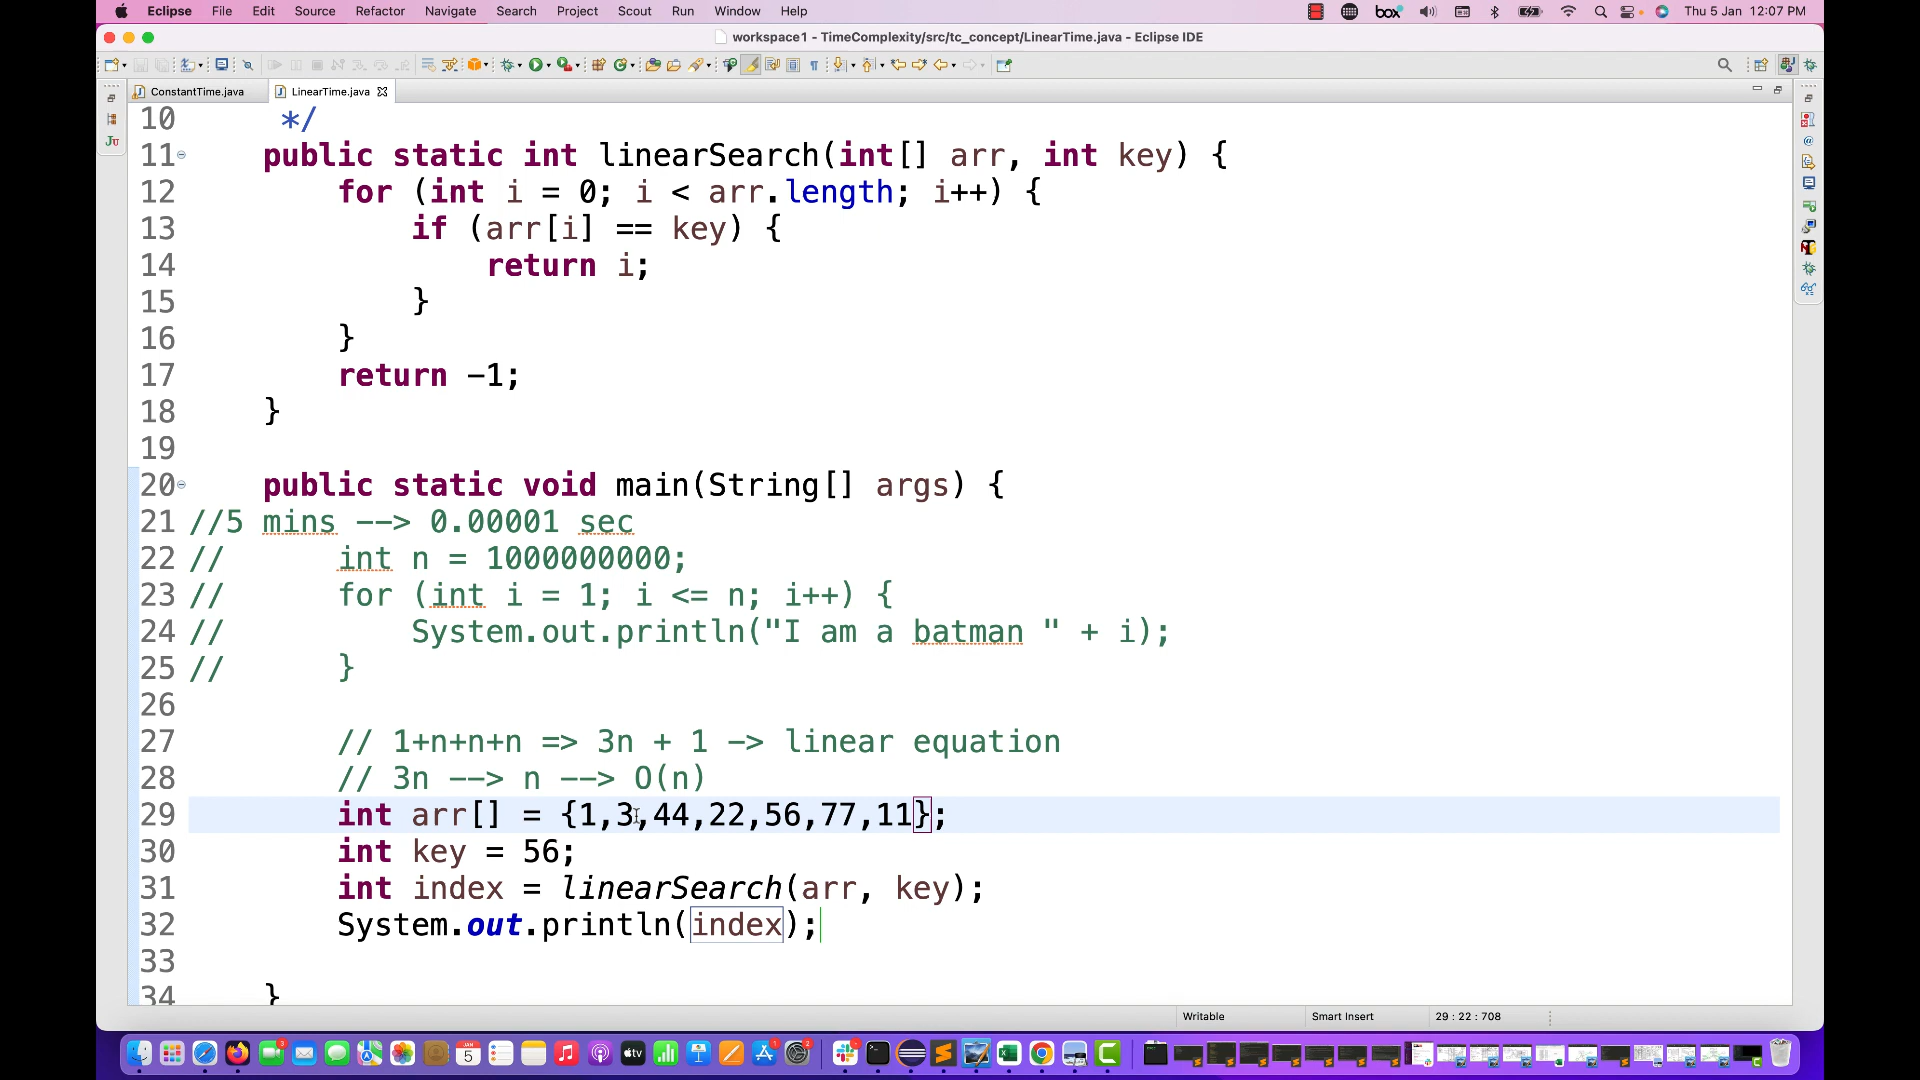 Eclipse File Edit Source Refactor Navigate Search Project Scout Run Window Help box Thu 5 Jan 12:07 PM
workspace1 - TimeComplexity/src/tc_concept/LinearTime.java - Eclipse IDE
ConstantTime.java LinearTime.java
10 */
11 public static int linearSearch(int[] arr, int key) {
12 for (int i = 0; i < arr.length; i++) {
13 if (arr[i] == key) {
14 return i;
15 }
16 }
17 return -1;
18 }
19
20 public static void main(String[] args) {
21 //5 mins --> 0.00001 sec
22 // int n = 1000000000;
23 // for (int i = 1; i <= n; i++) {
24 // System.out.println("I am a batman " + i);
25 // }
26
27 // 1+n+n+n => 3n + 1 -> linear equation
28 // 3n --> n --> O(n)
29 int arr[] = {1,3,44,22,56,77,11};
30 int key = 56;
31 int index = linearSearch(arr, key);
32 System.out.println(index);
33
34 }
Writable Smart Insert 29 : 22 : 708